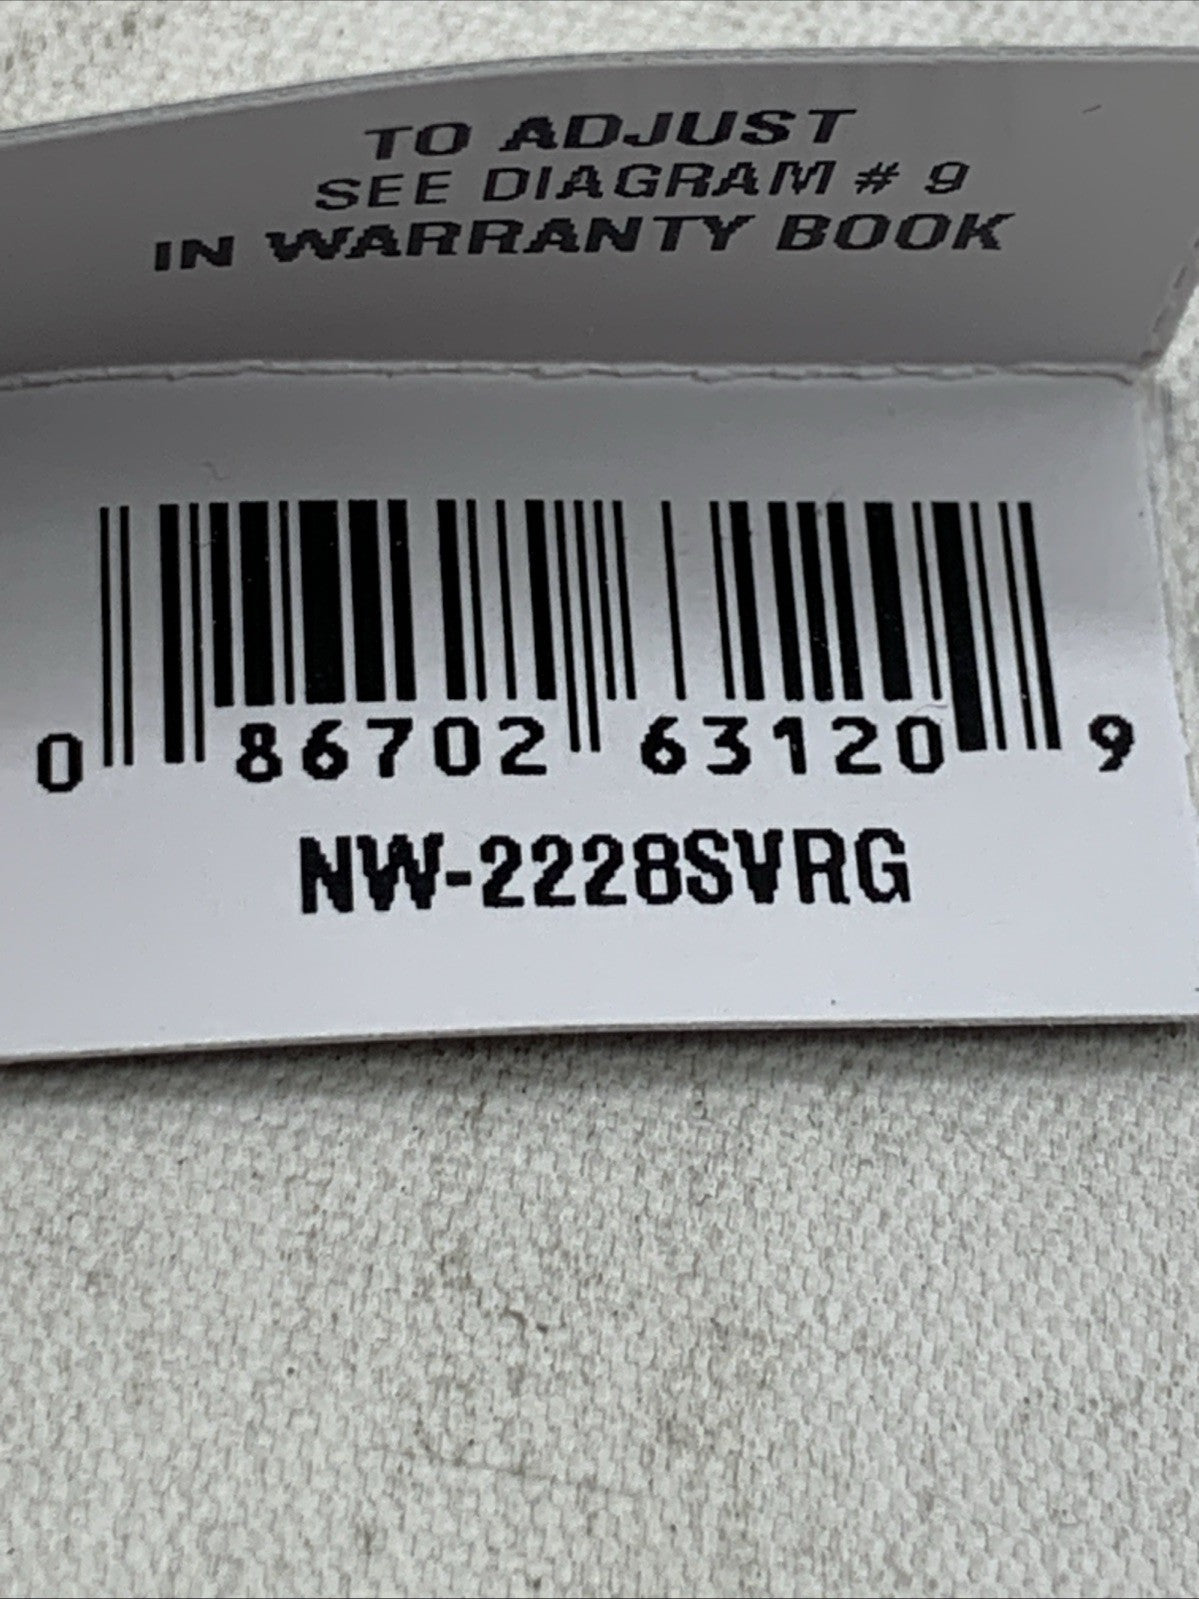 TO ADJUST
SEE DIAGRAM # 9
IN WARRANTY BOOK
0 86702 63120 9
NW-2228SVRG